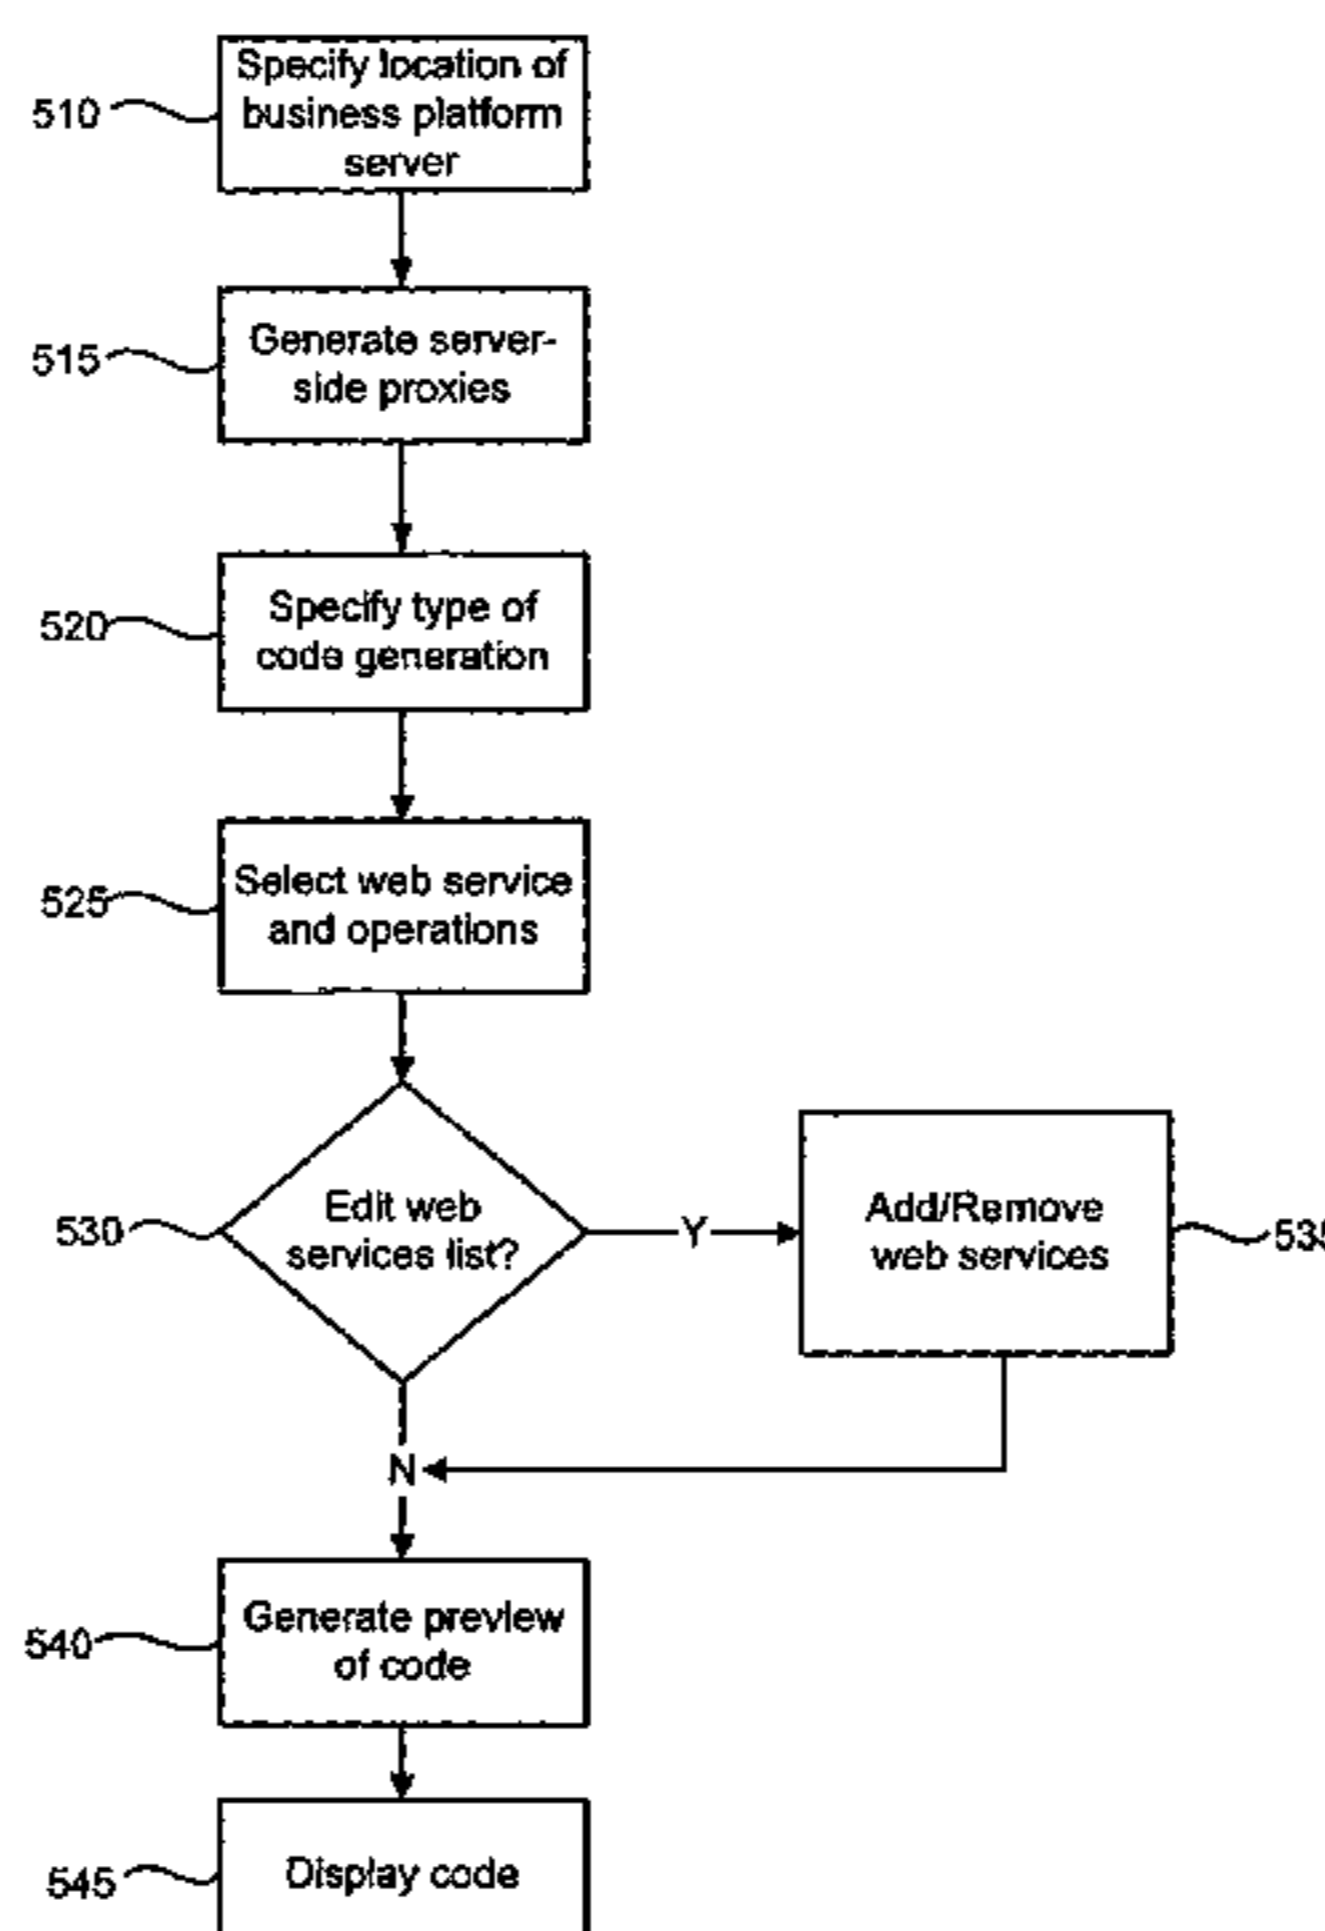 Specify location of
business platform
server
510
Generate server-
side proxies
515
Specify type of
code generation
520
Select web service
and operations
525
Edit web
services list?
530
Y
Add/Remove
web services
535
N
Generate preview
of code
540
Display code
545